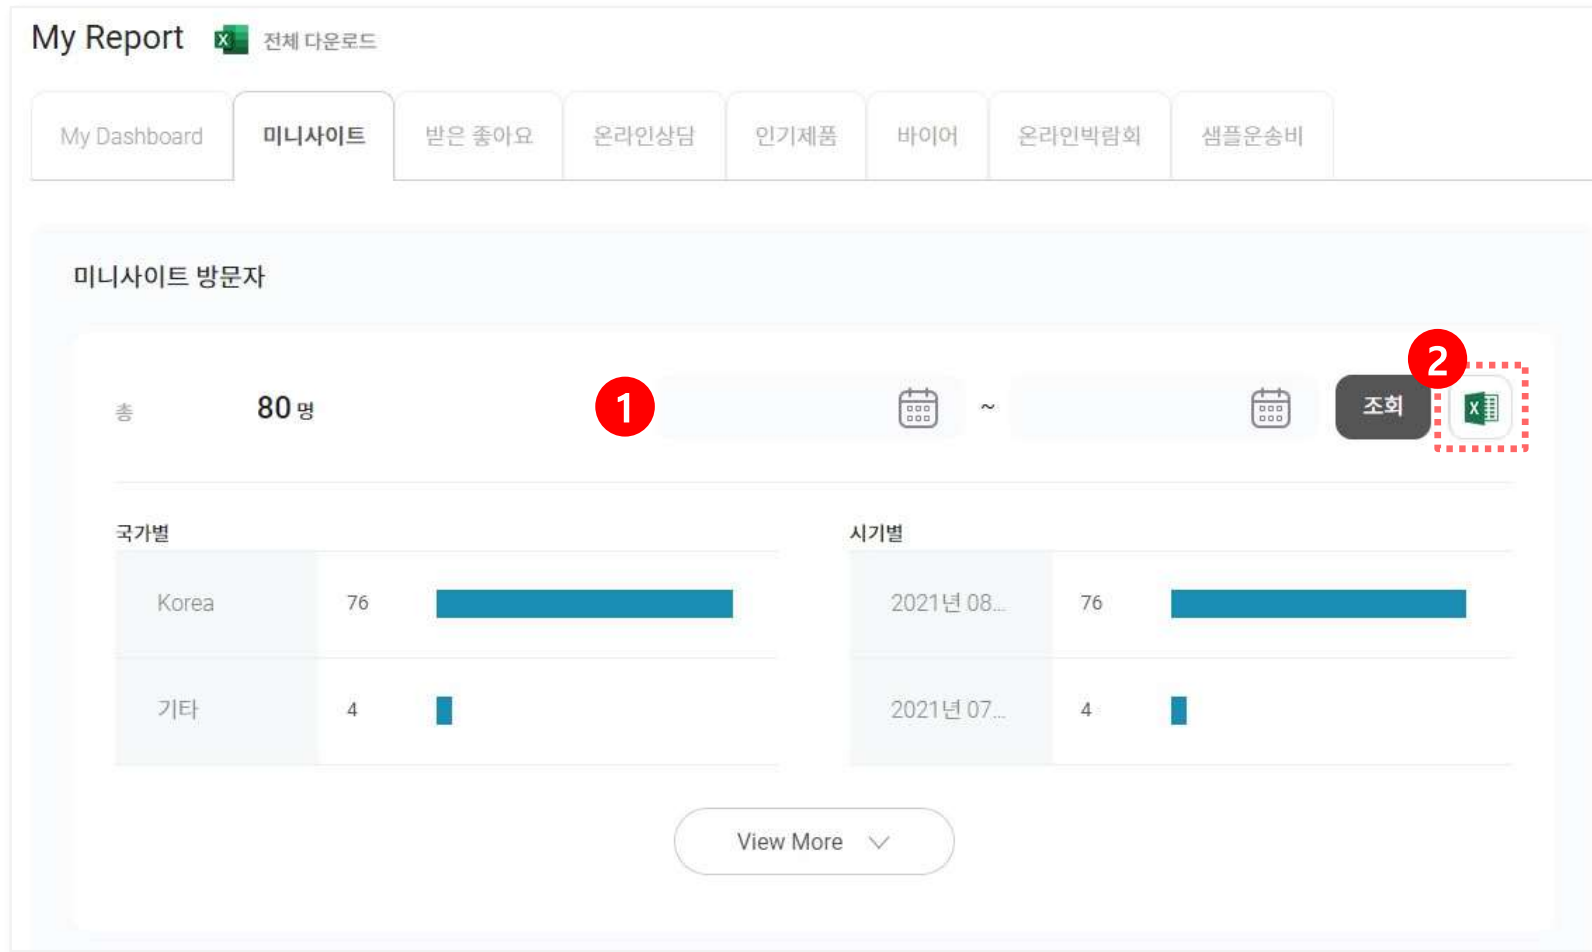 My Report 전체 다운로드
My Dashboard 미니사이트 받은 좋아요 온라인상담 인기제품 바이어 온라인박람회 샘플운송비
미니사이트 방문자
총 80 명 1 ~ 조회 2
국가별
Korea 76
기타 4
시기별
2021년 08... 76
2021년 07... 4
View More